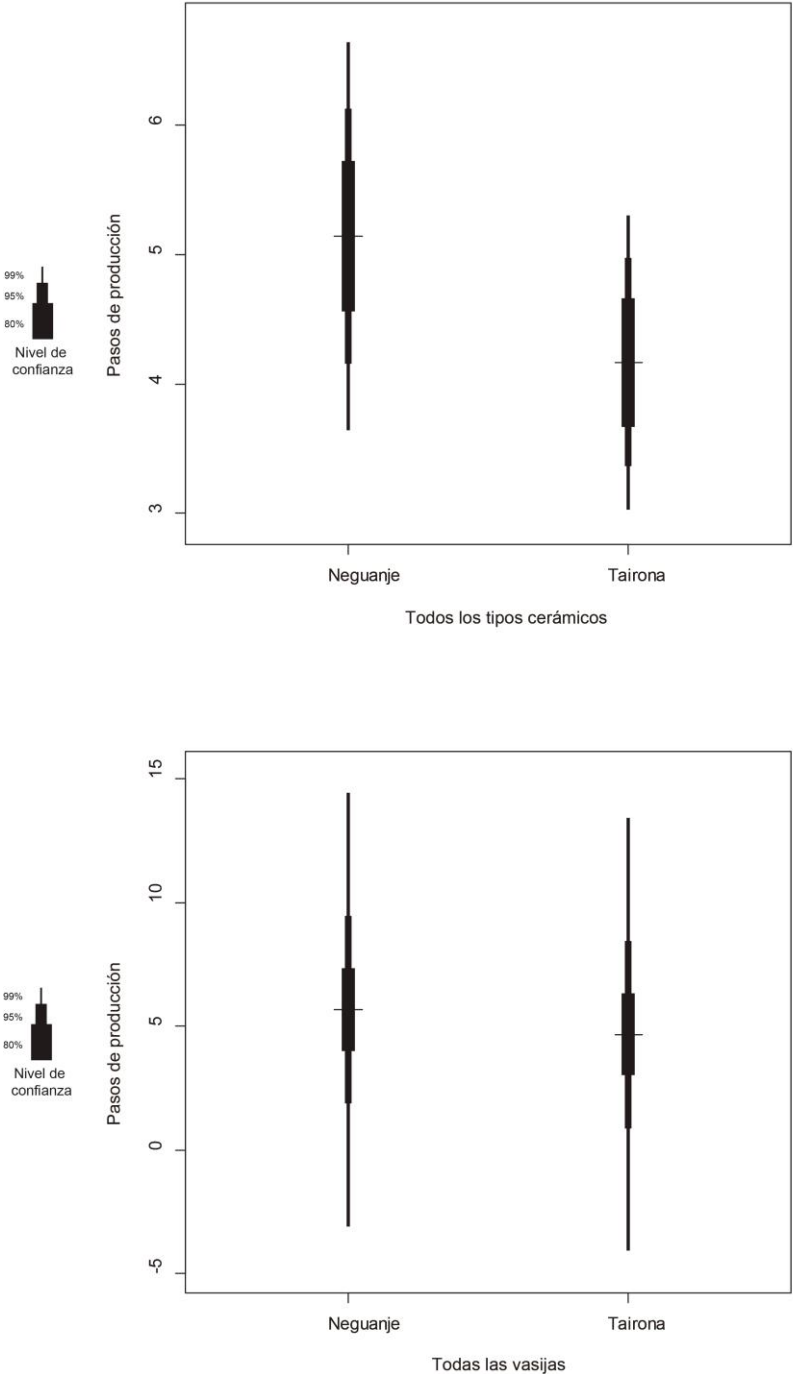 6
5
4
3
Pasos de producción
99%
95%
80%
Nivel de
confianza
Neguanje Tairona
Todos los tipos cerámicos
15
10
5
0
-5
Pasos de producción
99%
95%
80%
Nivel de
confianza
Neguanje Tairona
Todas las vasijas